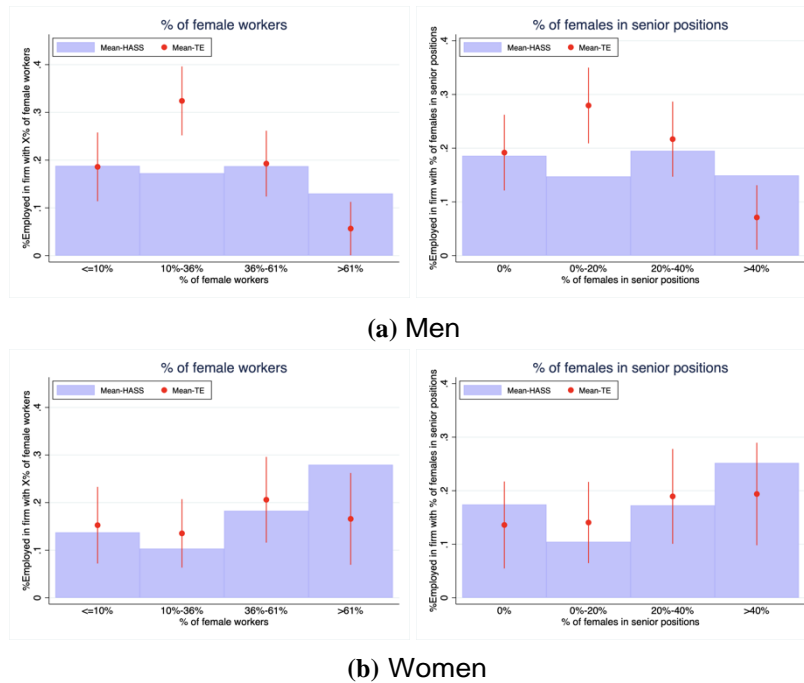 % of female workers
Mean-HASS Mean-TE
%Employed in firm with X% of female workers
.4
.3
.2
.1
0
<=10% 10%-36% 36%-61% >61%
% of female workers
% of females in senior positions
Mean-HASS Mean-TE
%Employed in firm with % of females in senior positions
.4
.3
.2
.1
0
0% 0%-20% 20%-40% >40%
% of females in senior positions
(a) Men
% of female workers
Mean-HASS Mean-TE
%Employed in firm with X% of female workers
.4
.3
.2
.1
0
<=10% 10%-36% 36%-61% >61%
% of female workers
% of females in senior positions
Mean-HASS Mean-TE
%Employed in firm with % of females in senior positions
.4
.3
.2
.1
0
0% 0%-20% 20%-40% >40%
% of females in senior positions
(b) Women